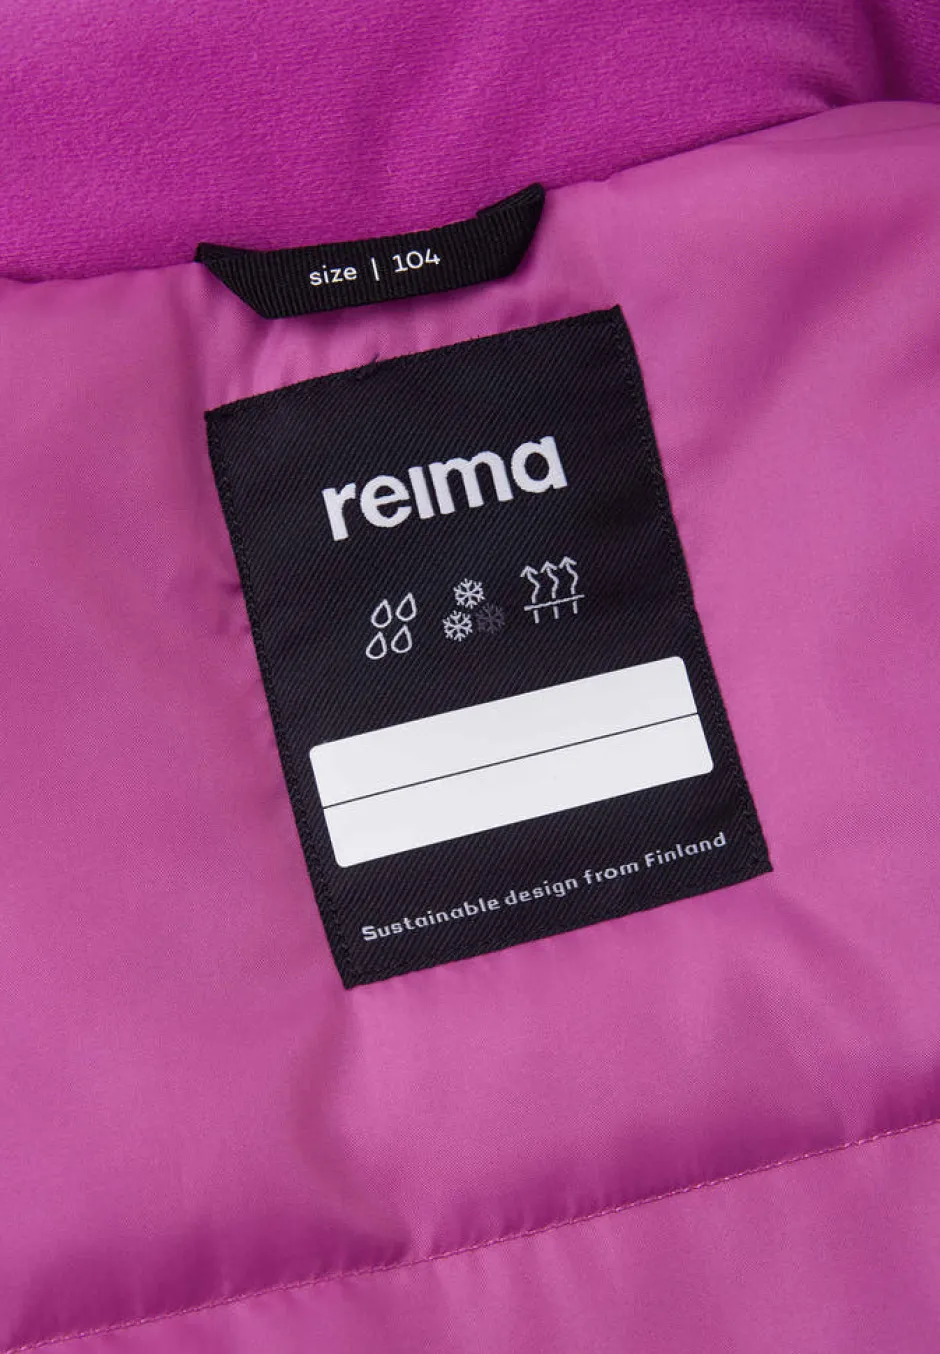 size | 104
reima
Sustainable design from Finland